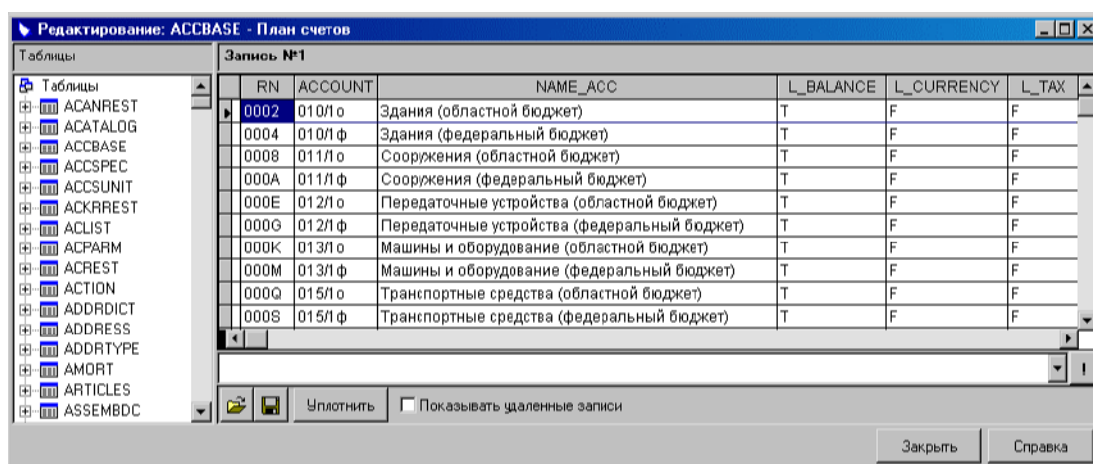 Редактирование: ACCBASE - План счетов
Таблицы Запись №1
Таблицы
ACANREST
ACATALOG
ACCBASE
ACCSPEC
ACCSUNIT
ACKRREST
ACLIST
ACPARM
ACREST
ACTION
ADDRDICT
ADDRESS
ADDRTYPE
AMORT
ARTICLES
ASSEMBDC
RN ACCOUNT NAME_ACC L_BALANCE L_CURRENCY L_TAX
0002 010/1о Здания (областной бюджет) T F F
0004 010/1ф Здания (федеральный бюджет) T F F
0008 011/1о Сооружения (областной бюджет) T F F
000A 011/1ф Сооружения (федеральный бюджет) T F F
000E 012/1о Передаточные устройства (областной бюджет) T F F
000G 012/1ф Передаточные устройства (федеральный бюджет) T F F
000K 013/1о Машины и оборудование (областной бюджет) T F F
000M 013/1ф Машины и оборудование (федеральный бюджет) T F F
000Q 015/1о Транспортные средства (областной бюджет) T F F
000S 015/1ф Транспортные средства (федеральный бюджет) T F F
!
Уплотнить Показывать удаленные записи
Закрыть Справка